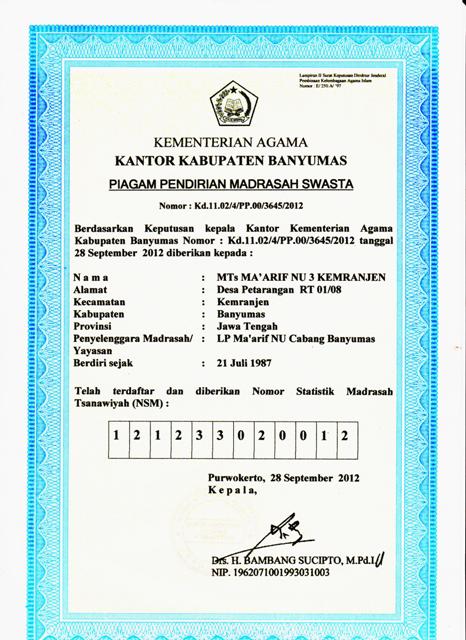 Lampiran II Surat Keputusan Direktur Jenderal
Pembinaan Kelembagaan Agama Islam
Nomor : E/ 250.A/ '97
KEMENTERIAN AGAMA
KANTOR KABUPATEN BANYUMAS
PIAGAM PENDIRIAN MADRASAH SWASTA
Nomor : Kd.11.02/4/PP.00/3645/2012
Berdasarkan Keputusan kepala Kantor Kementerian Agama
Kabupaten Banyumas Nomor : Kd.11.02/4/PP.00/3645/2012 tanggal
28 September 2012 diberikan kepada :
N a m a : MTs MA'ARIF NU 3 KEMRANJEN
Alamat : Desa Petarangan RT 01/08
Kecamatan : Kemranjen
Kabupaten : Banyumas
Provinsi : Jawa Tengah
Penyelenggara Madrasah/ : LP Ma'arif NU Cabang Banyumas
Yayasan
Berdiri sejak : 21 Juli 1987
Telah terdaftar dan diberikan Nomor Statistik Madrasah
Tsanawiyah (NSM) :
1 2 1 2 3 3 0 2 0 0 1 2
Purwokerto, 28 September 2012
K e p a l a,
Drs. H. BAMBANG SUCIPTO, M.Pd.I
NIP. 1962071001993031003